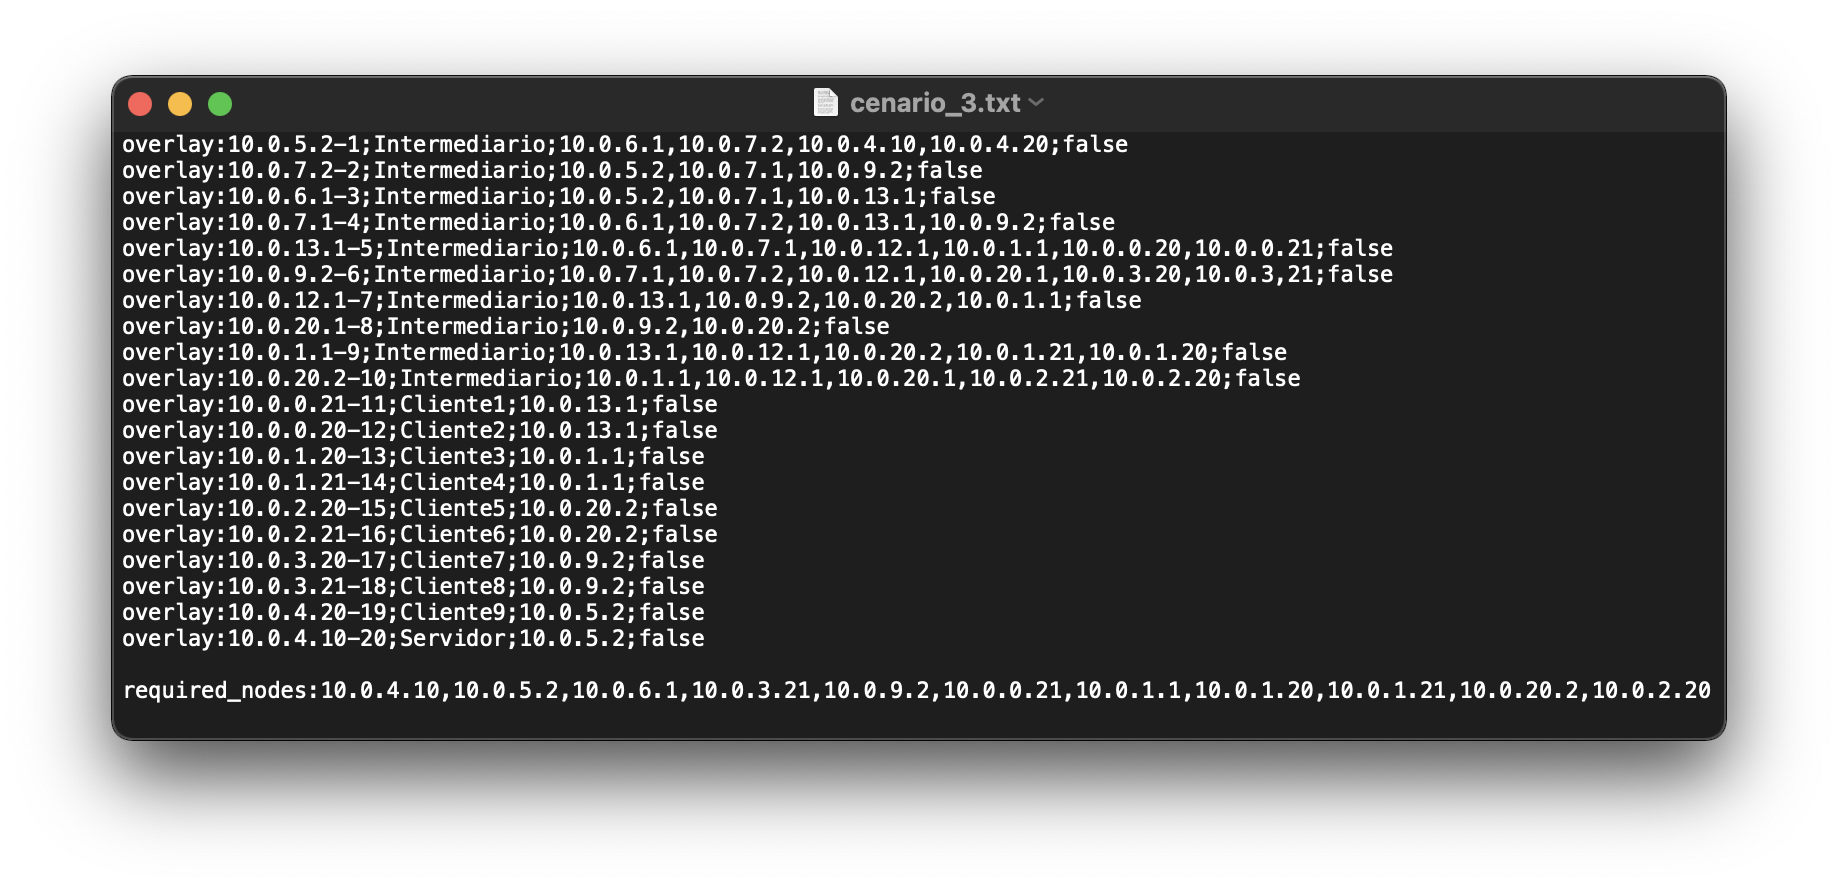 cenario_3.txt
overlay:10.0.5.2-1;Intermediario;10.0.6.1,10.0.7.2,10.0.4.10,10.0.4.20;false
overlay:10.0.7.2-2;Intermediario;10.0.5.2,10.0.7.1,10.0.9.2;false
overlay:10.0.6.1-3;Intermediario;10.0.5.2,10.0.7.1,10.0.13.1;false
overlay:10.0.7.1-4;Intermediario;10.0.6.1,10.0.7.2,10.0.13.1,10.0.9.2;false
overlay:10.0.13.1-5;Intermediario;10.0.6.1,10.0.7.1,10.0.12.1,10.0.1.1,10.0.0.20,10.0.0.21;false
overlay:10.0.9.2-6;Intermediario;10.0.7.1,10.0.7.2,10.0.12.1,10.0.20.1,10.0.3.20,10.0.3,21;false
overlay:10.0.12.1-7;Intermediario;10.0.13.1,10.0.9.2,10.0.20.2,10.0.1.1;false
overlay:10.0.20.1-8;Intermediario;10.0.9.2,10.0.20.2;false
overlay:10.0.1.1-9;Intermediario;10.0.13.1,10.0.12.1,10.0.20.2,10.0.1.21,10.0.1.20;false
overlay:10.0.20.2-10;Intermediario;10.0.1.1,10.0.12.1,10.0.20.1,10.0.2.21,10.0.2.20;false
overlay:10.0.0.21-11;Cliente1;10.0.13.1;false
overlay:10.0.0.20-12;Cliente2;10.0.13.1;false
overlay:10.0.1.20-13;Cliente3;10.0.1.1;false
overlay:10.0.1.21-14;Cliente4;10.0.1.1;false
overlay:10.0.2.20-15;Cliente5;10.0.20.2;false
overlay:10.0.2.21-16;Cliente6;10.0.20.2;false
overlay:10.0.3.20-17;Cliente7;10.0.9.2;false
overlay:10.0.3.21-18;Cliente8;10.0.9.2;false
overlay:10.0.4.20-19;Cliente9;10.0.5.2;false
overlay:10.0.4.10-20;Servidor;10.0.5.2;false
required_nodes:10.0.4.10,10.0.5.2,10.0.6.1,10.0.3.21,10.0.9.2,10.0.0.21,10.0.1.1,10.0.1.20,10.0.1.21,10.0.20.2,10.0.2.20